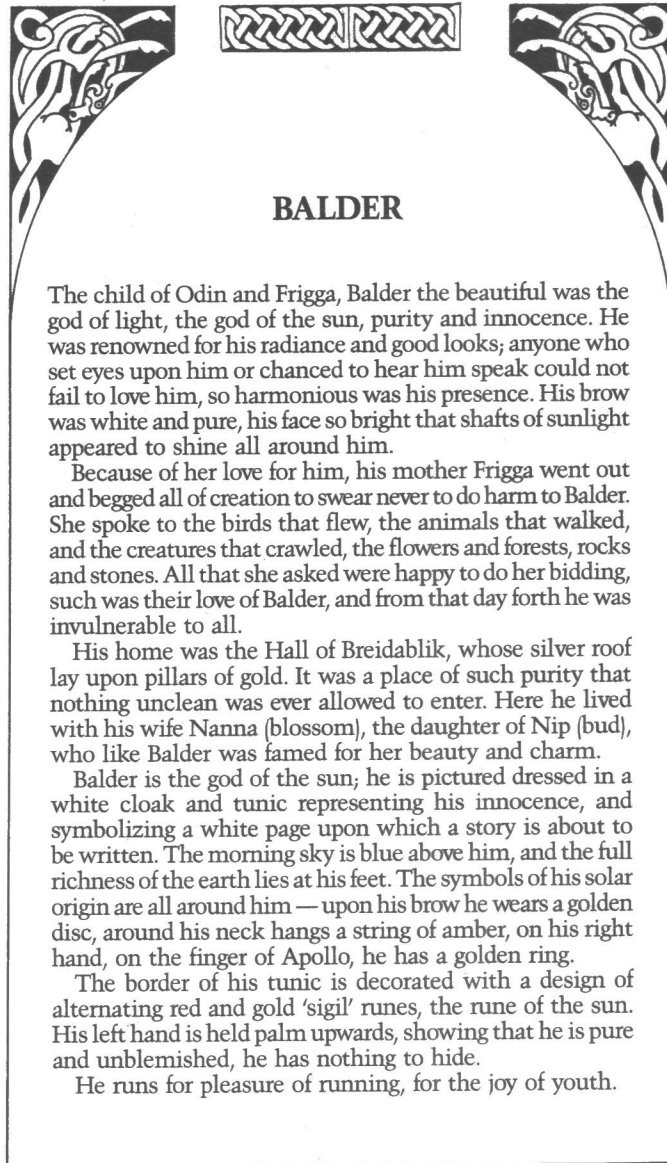 BALDER
The child of Odin and Frigga, Balder the beautiful was the
god of light, the god of the sun, purity and innocence. He
was renowned for his radiance and good looks; anyone who
set eyes upon him or chanced to hear him speak could not
fail to love him, so harmonious was his presence. His brow
was white and pure, his face so bright that shafts of sunlight
appeared to shine all around him.
Because of her love for him, his mother Frigga went out
and begged all of creation to swear never to do harm to Balder.
She spoke to the birds that flew, the animals that walked,
and the creatures that crawled, the flowers and forests, rocks
and stones. All that she asked were happy to do her bidding,
such was their love of Balder, and from that day forth he was
invulnerable to all.
His home was the Hall of Breidablik, whose silver roof
lay upon pillars of gold. It was a place of such purity that
nothing unclean was ever allowed to enter. Here he lived
with his wife Nanna (blossom), the daughter of Nip (bud),
who like Balder was famed for her beauty and charm.
Balder is the god of the sun; he is pictured dressed in a
white cloak and tunic representing his innocence, and
symbolizing a white page upon which a story is about to
be written. The morning sky is blue above him, and the full
richness of the earth lies at his feet. The symbols of his solar
origin are all around him — upon his brow he wears a golden
disc, around his neck hangs a string of amber, on his right
hand, on the finger of Apollo, he has a golden ring.
The border of his tunic is decorated with a design of
alternating red and gold ‘sigil’ runes, the rune of the sun.
His left hand is held palm upwards, showing that he is pure
and unblemished, he has nothing to hide.
He runs for pleasure of running, for the joy of youth.